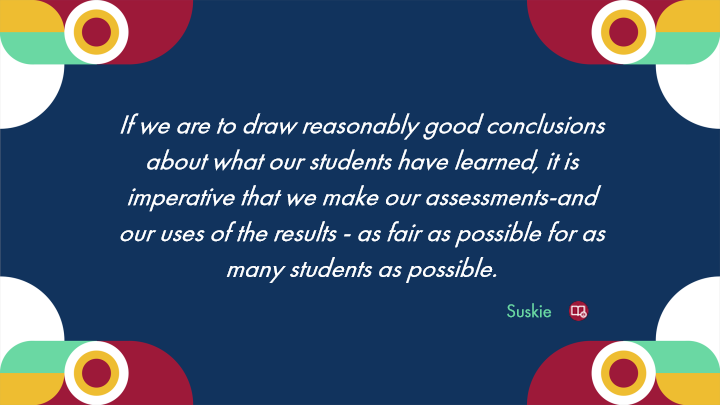 If we are to draw reasonably good conclusions
about what our students have learned, it is
imperative that we make our assessments-and
our uses of the results - as fair as possible for as
many students as possible.
Suskie